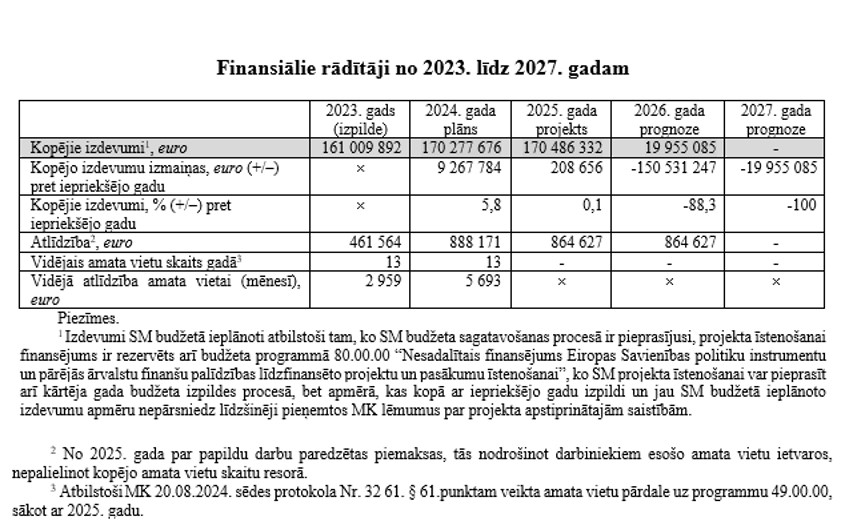 Finansiālie rādītāji no 2023. līdz 2027. gadam
2023. gads 2024. gada 2025. gada 2026. gada 2027. gada
(izpilde) plāns projekts prognoze prognoze
Kopējie izdevumi¹, euro 161 009 892 170 277 676 170 486 332 19 955 085 -
Kopējo izdevumu izmaiņas, euro (+/–) × 9 267 784 208 656 -150 531 247 -19 955 085
pret iepriekšējo gadu
Kopējie izdevumi, % (+/–) pret × 5,8 0,1 -88,3 -100
iepriekšējo gadu
Atlīdzība², euro 461 564 888 171 864 627 864 627 -
Vidējais amata vietu skaits gadā³ 13 13 - - -
Vidējā atlīdzība amata vietai (mēnesī), 2 959 5 693 × × ×
euro
Piezīmes.
¹ Izdevumi SM budžetā ieplānoti atbilstoši tam, ko SM budžeta sagatavošanas procesā ir pieprasījusi, projekta īstenošanai
finansējums ir rezervēts arī budžeta programmā 80.00.00 “Nesadalītais finansējums Eiropas Savienības politiku instrumentu
un pārējās ārvalstu finanšu palīdzības līdzfinansēto projektu un pasākumu īstenošanai”, ko SM projekta īstenošanai var pieprasīt
arī kārtēja gada budžeta izpildes procesā, bet apmērā, kas kopā ar iepriekšējo gadu izpildi un jau SM budžetā ieplānoto
izdevumu apmēru nepārsniedz līdzšinēji pieņemtos MK lēmumus par projekta apstiprinātajām saistībām.
² No 2025. gada par papildu darbu paredzētas piemaksas, tās nodrošinot darbiniekiem esošo amata vietu ietvaros,
nepalielinot kopējo amata vietu skaitu resorā.
³ Atbilstoši MK 20.08.2024. sēdes protokola Nr. 32 61. § 61.punktam veikta amata vietu pārdale uz programmu 49.00.00,
sākot ar 2025. gadu.